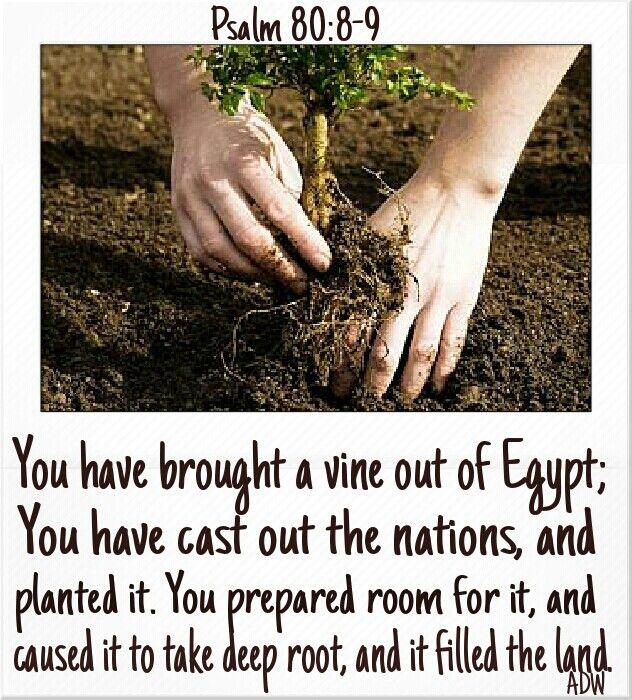 Psalm 80:8-9
You have brought a vine out of Egypt;
You have cast out the nations, and
planted it. You prepared room for it, and
caused it to take deep root, and it filled the land.
ADW